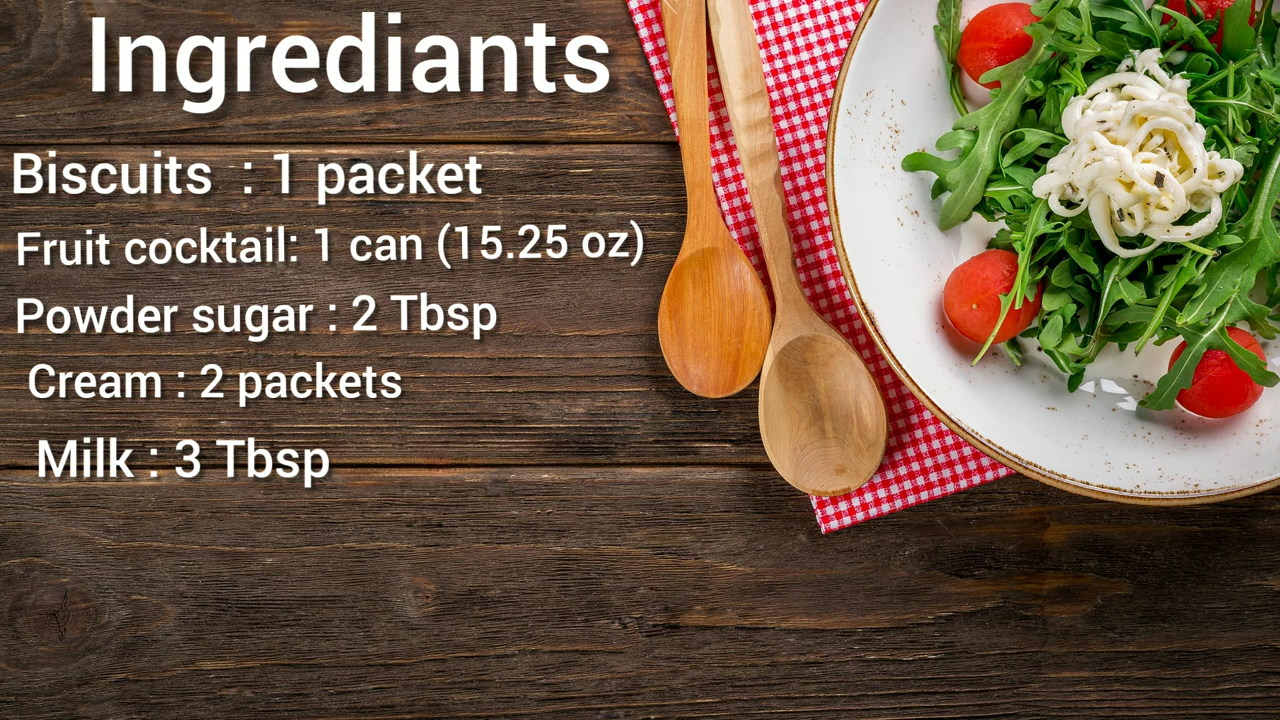 Ingrediants
Biscuits : 1 packet
Fruit cocktail: 1 can (15.25 oz)
Powder sugar : 2 Tbsp
Cream : 2 packets
Milk : 3 Tbsp